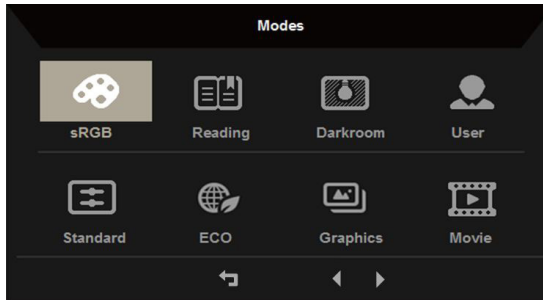 Modes
sRGB Reading Darkroom User
Standard ECO Graphics Movie